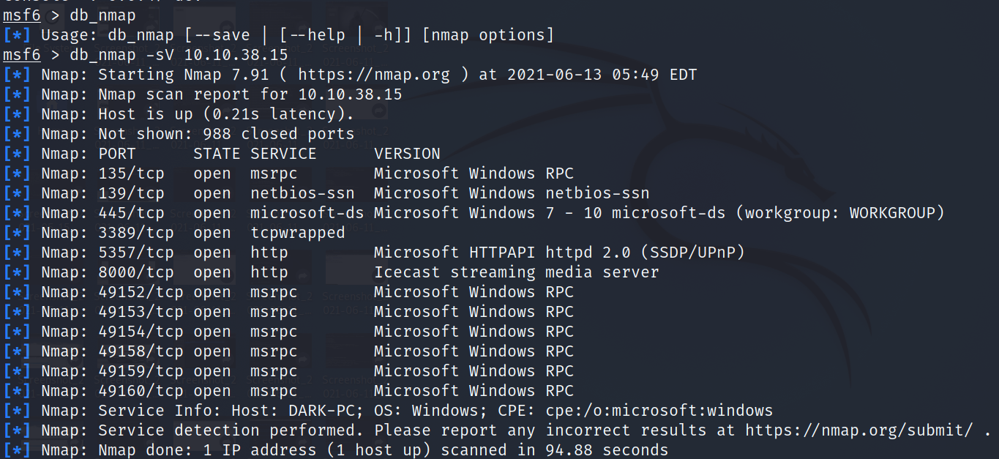 msf6 > db_nmap
[*] Usage: db_nmap [--save | [--help | -h]] [nmap options]
msf6 > db_nmap -sV 10.10.38.15
[*] Nmap: Starting Nmap 7.91 ( https://nmap.org ) at 2021-06-13 05:49 EDT
[*] Nmap: Nmap scan report for 10.10.38.15
[*] Nmap: Host is up (0.21s latency).
[*] Nmap: Not shown: 988 closed ports
[*] Nmap: PORT      STATE SERVICE      VERSION
[*] Nmap: 135/tcp   open  msrpc        Microsoft Windows RPC
[*] Nmap: 139/tcp   open  netbios-ssn  Microsoft Windows netbios-ssn
[*] Nmap: 445/tcp   open  microsoft-ds Microsoft Windows 7 - 10 microsoft-ds (workgroup: WORKGROUP)
[*] Nmap: 3389/tcp  open  tcpwrapped
[*] Nmap: 5357/tcp  open  http         Microsoft HTTPAPI httpd 2.0 (SSDP/UPnP)
[*] Nmap: 8000/tcp  open  http         Icecast streaming media server
[*] Nmap: 49152/tcp open  msrpc        Microsoft Windows RPC
[*] Nmap: 49153/tcp open  msrpc        Microsoft Windows RPC
[*] Nmap: 49154/tcp open  msrpc        Microsoft Windows RPC
[*] Nmap: 49158/tcp open  msrpc        Microsoft Windows RPC
[*] Nmap: 49159/tcp open  msrpc        Microsoft Windows RPC
[*] Nmap: 49160/tcp open  msrpc        Microsoft Windows RPC
[*] Nmap: Service Info: Host: DARK-PC; OS: Windows; CPE: cpe:/o:microsoft:windows
[*] Nmap: Service detection performed. Please report any incorrect results at https://nmap.org/submit/ .
[*] Nmap: Nmap done: 1 IP address (1 host up) scanned in 94.88 seconds